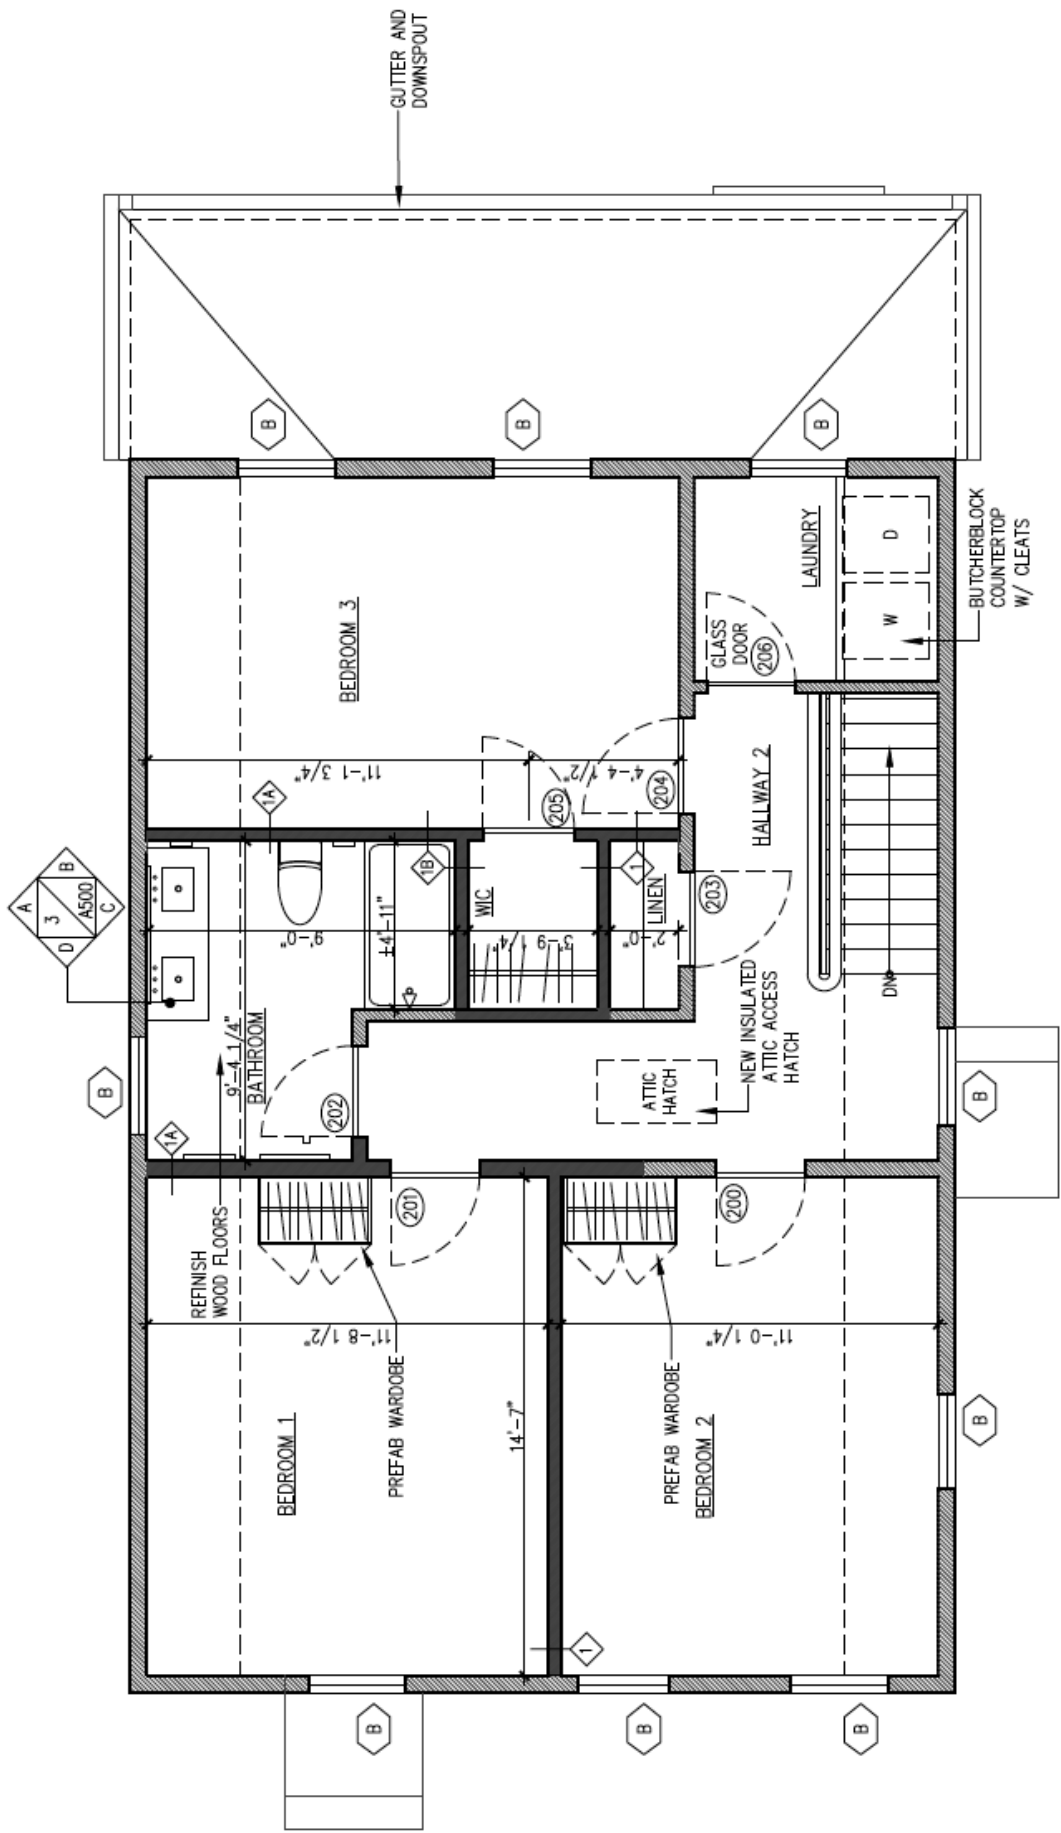 GUTTER AND
DOWNSPOUT
B
B
B
BEDROOM 3
LAUNDRY
D
W
BUTCHERBLOCK
COUNTERTOP
W/ CLEATS
GLASS
DOOR
206
11'-1 3/4"
4'-4 1/2"
205
204
HALLWAY 2
1A
1B
1
A
B
C
D
3
A500
9'-0"
±4'-11"
WIC
3'-9 1/4"
LINEN
2'-0"
203
DN
9'-4 1/4"
BATHROOM
202
ATTIC
HATCH
NEW INSULATED
ATTIC ACCESS
HATCH
B
B
1A
REFINISH
WOOD FLOORS
201
200
11'-8 1/2"
11'-0 1/4"
PREFAB WARDOBE
PREFAB WARDOBE
BEDROOM 1
14'-7"
BEDROOM 2
B
1
B
B
B